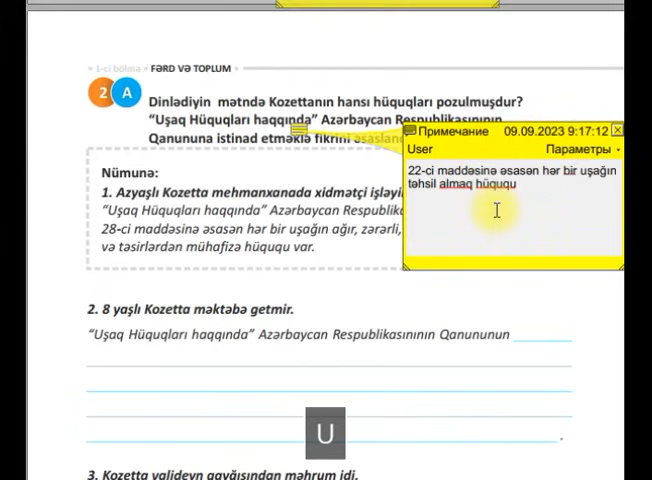 1-ci bölmə • FƏRD VƏ TOPLUM
2 A
Dinlədiyin mətndə Kozettanın hansı hüquqları pozulmuşdur?
“Uşaq Hüquqları haqqında” Azərbaycan Respublikasının
Qanununa istinad etməklə fikrini əsaslan
Примечание 09.09.2023 9:17:12
User Параметры
22-ci maddəsinə əsasən hər bir uşağın
təhsil almaq hüququ
Nümunə:
1. Azyaşlı Kozetta mehmanxanada xidmətçi işləyi
“Uşaq Hüquqları haqqında” Azərbaycan Respublik
28-ci maddəsinə əsasən hər bir uşağın ağır, zərərli,
və təsirlərdən mühafizə hüququ var.
2. 8 yaşlı Kozetta məktəbə getmir.
“Uşaq Hüquqları haqqında” Azərbaycan Respublikasınının Qanununun
U
3. Kozetta valideyn qayğısından məhrum idi.